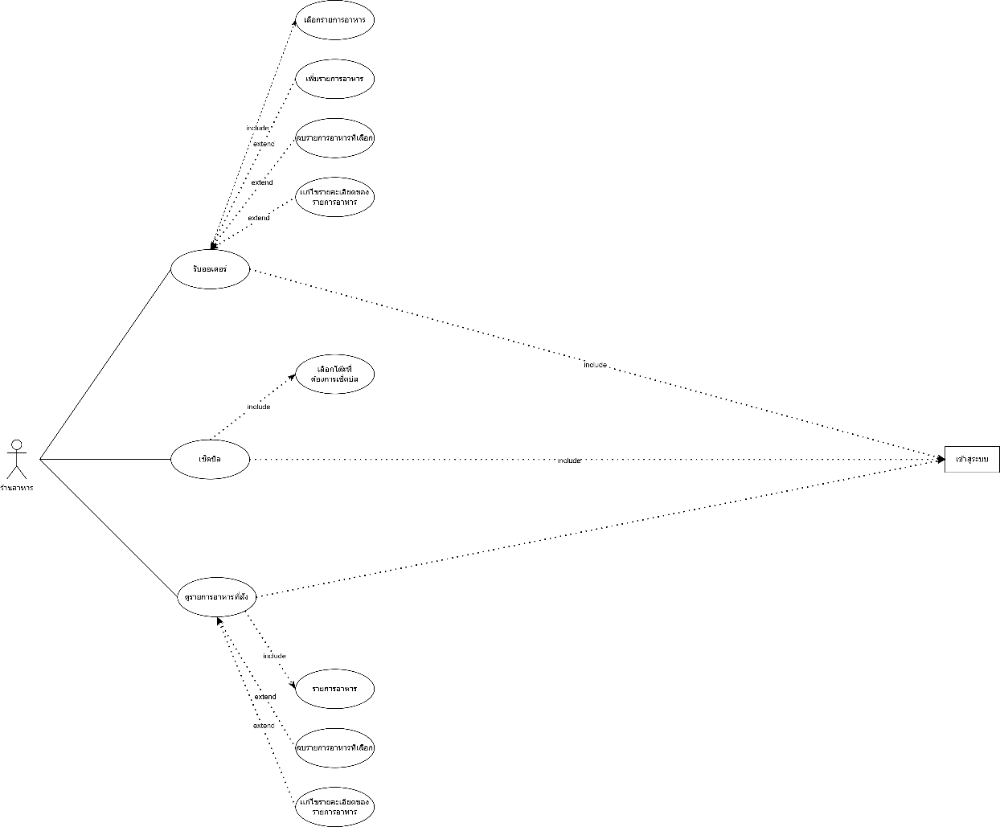 เลือกรายการอาหาร
เพิ่มรายการอาหาร
include
ลบรายการอาหารที่เลือก
extend
extend
แก้ไขรายละเอียดของ
รายการอาหาร
extend
รับออเดอร์
include
เลือกโต๊ะที่
ต้องการเช็คบิล
include
เช็คบิล
include
เข้าสู่ระบบ
ร้านอาหาร
ดูรายการอาหารที่สั่ง
include
รายการอาหาร
extend
extend
ลบรายการอาหารที่เลือก
แก้ไขรายละเอียดของ
รายการอาหาร